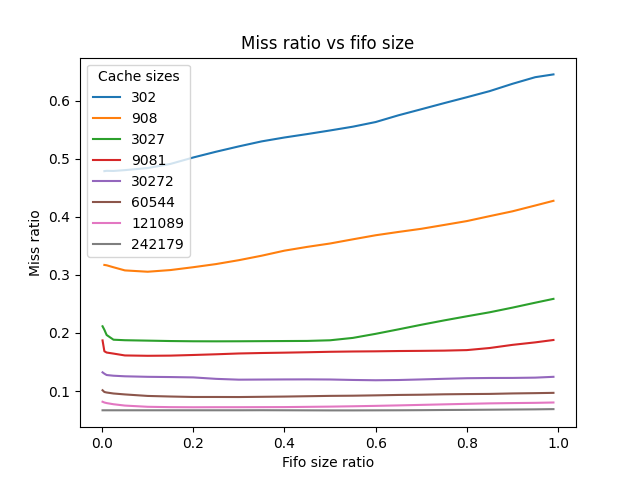 Miss ratio vs fifo size
Cache sizes
302
908
3027
9081
30272
60544
121089
242179
Miss ratio
0.6
0.5
0.4
0.3
0.2
0.1
0.0 0.2 0.4 0.6 0.8 1.0
Fifo size ratio